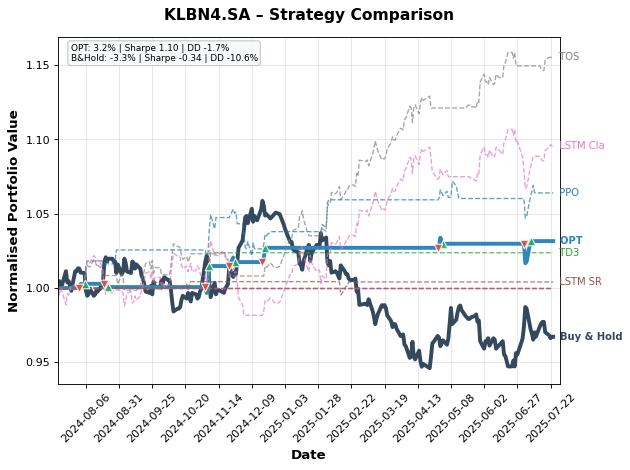 KLBN4.SA – Strategy Comparison
OPT: 3.2% | Sharpe 1.10 | DD -1.7%
B&Hold: -3.3% | Sharpe -0.34 | DD -10.6%
Normalised Portfolio Value
1.15
1.10
1.05
1.00
0.95
TOS
LSTM Cla
PPO
OPT
TD3
LSTM SR
Buy & Hold
2024-08-06
2024-08-31
2024-09-25
2024-10-20
2024-11-14
2024-12-09
2025-01-03
2025-01-28
2025-02-22
2025-03-19
2025-04-13
2025-05-08
2025-06-02
2025-06-27
2025-07-22
Date